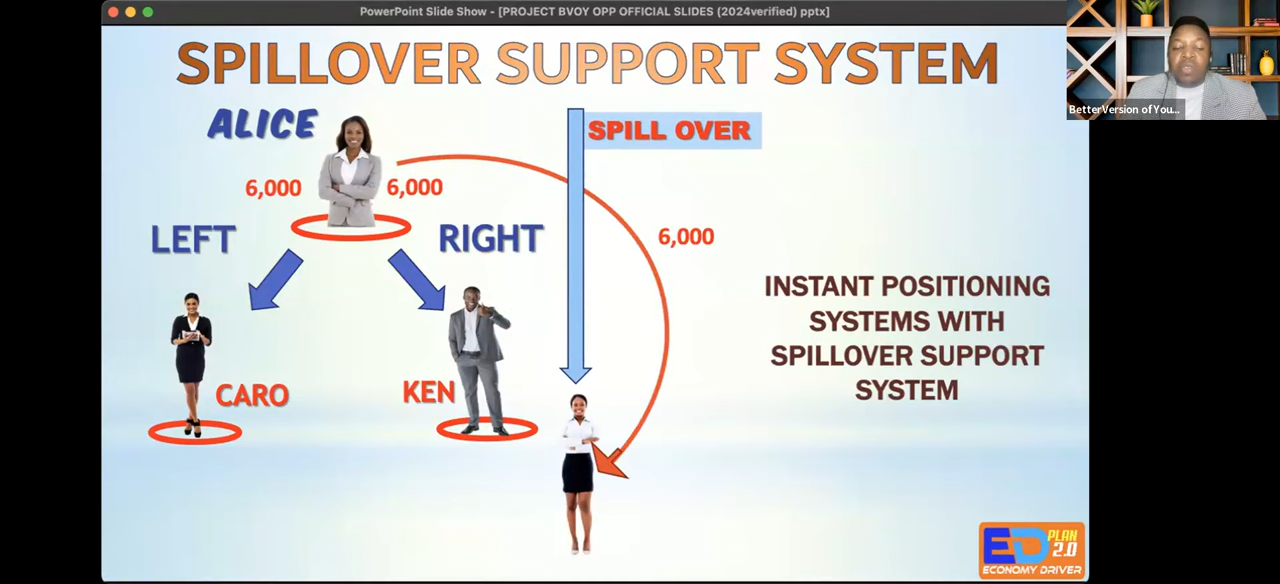 PowerPoint Slide Show - [PROJECT BVOY OPP OFFICIAL SLIDES (2024verified) pptx]
SPILLOVER SUPPORT SYSTEM
ALICE
SPILL OVER
BetterVersion of You...
6,000
6,000
LEFT
RIGHT
6,000
INSTANT POSITIONING
SYSTEMS WITH
SPILLOVER SUPPORT
SYSTEM
CARO
KEN
ED
PLAN
2.0
ECONOMY DRIVER